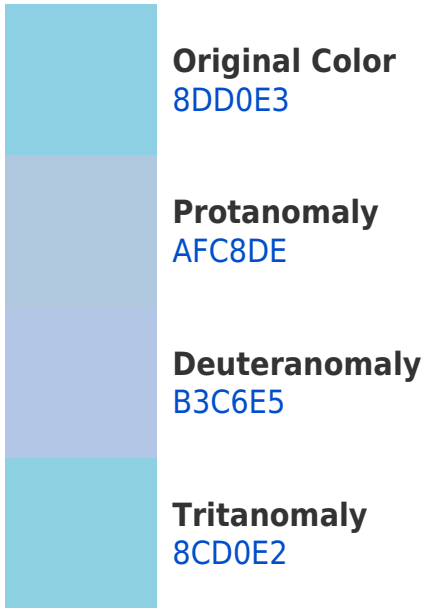 Original Color
8DD0E3
Protanomaly
AFC8DE
Deuteranomaly
B3C6E5
Tritanomaly
8CD0E2